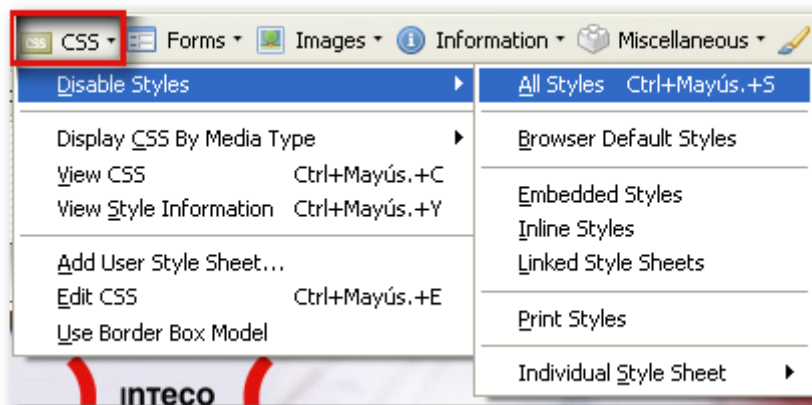 CSS Forms Images Information Miscellaneous
Disable Styles
Display CSS By Media Type
View CSS Ctrl+Mayús.+C
View Style Information Ctrl+Mayús.+Y
Add User Style Sheet...
Edit CSS Ctrl+Mayús.+E
Use Border Box Model
All Styles Ctrl+Mayús.+S
Browser Default Styles
Embedded Styles
Inline Styles
Linked Style Sheets
Print Styles
Individual Style Sheet
INTECO